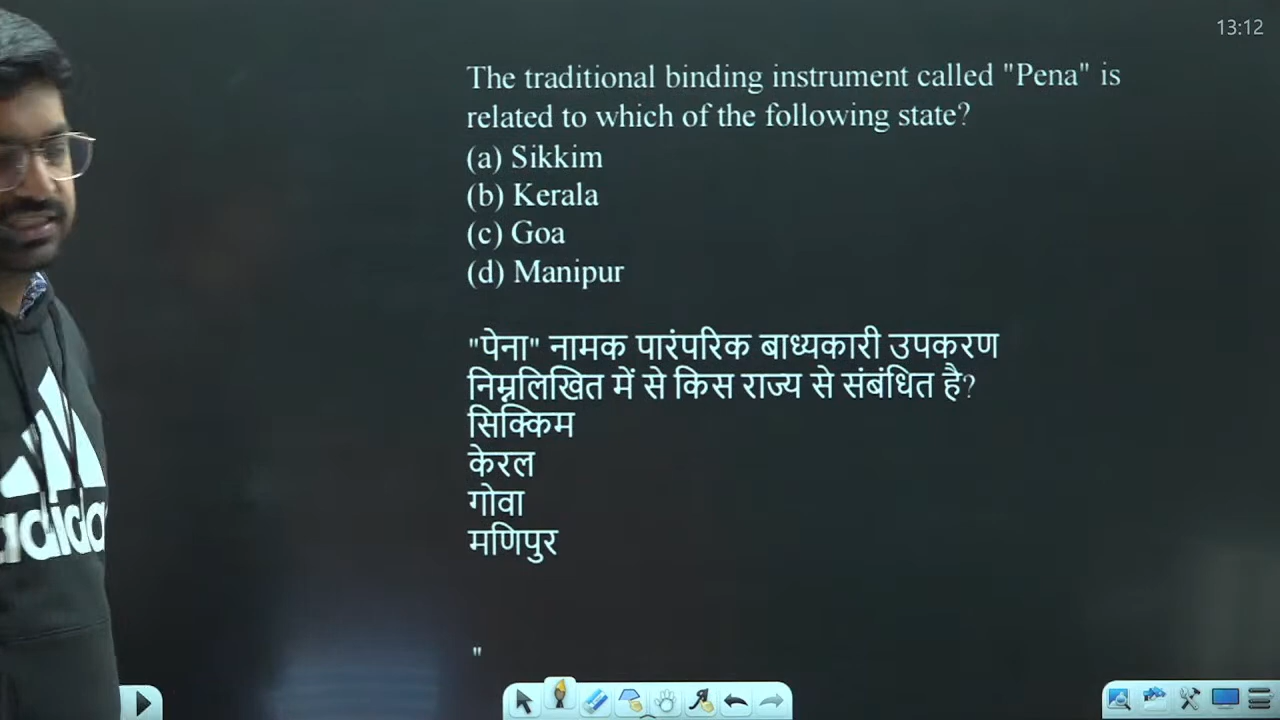 13:12
The traditional binding instrument called "Pena" is
related to which of the following state?
(a) Sikkim
(b) Kerala
(c) Goa
(d) Manipur
"पेना" नामक पारंपरिक बाध्यकारी उपकरण
निम्नलिखित में से किस राज्य से संबंधित है?
सिक्किम
केरल
गोवा
मणिपुर
"
adidas